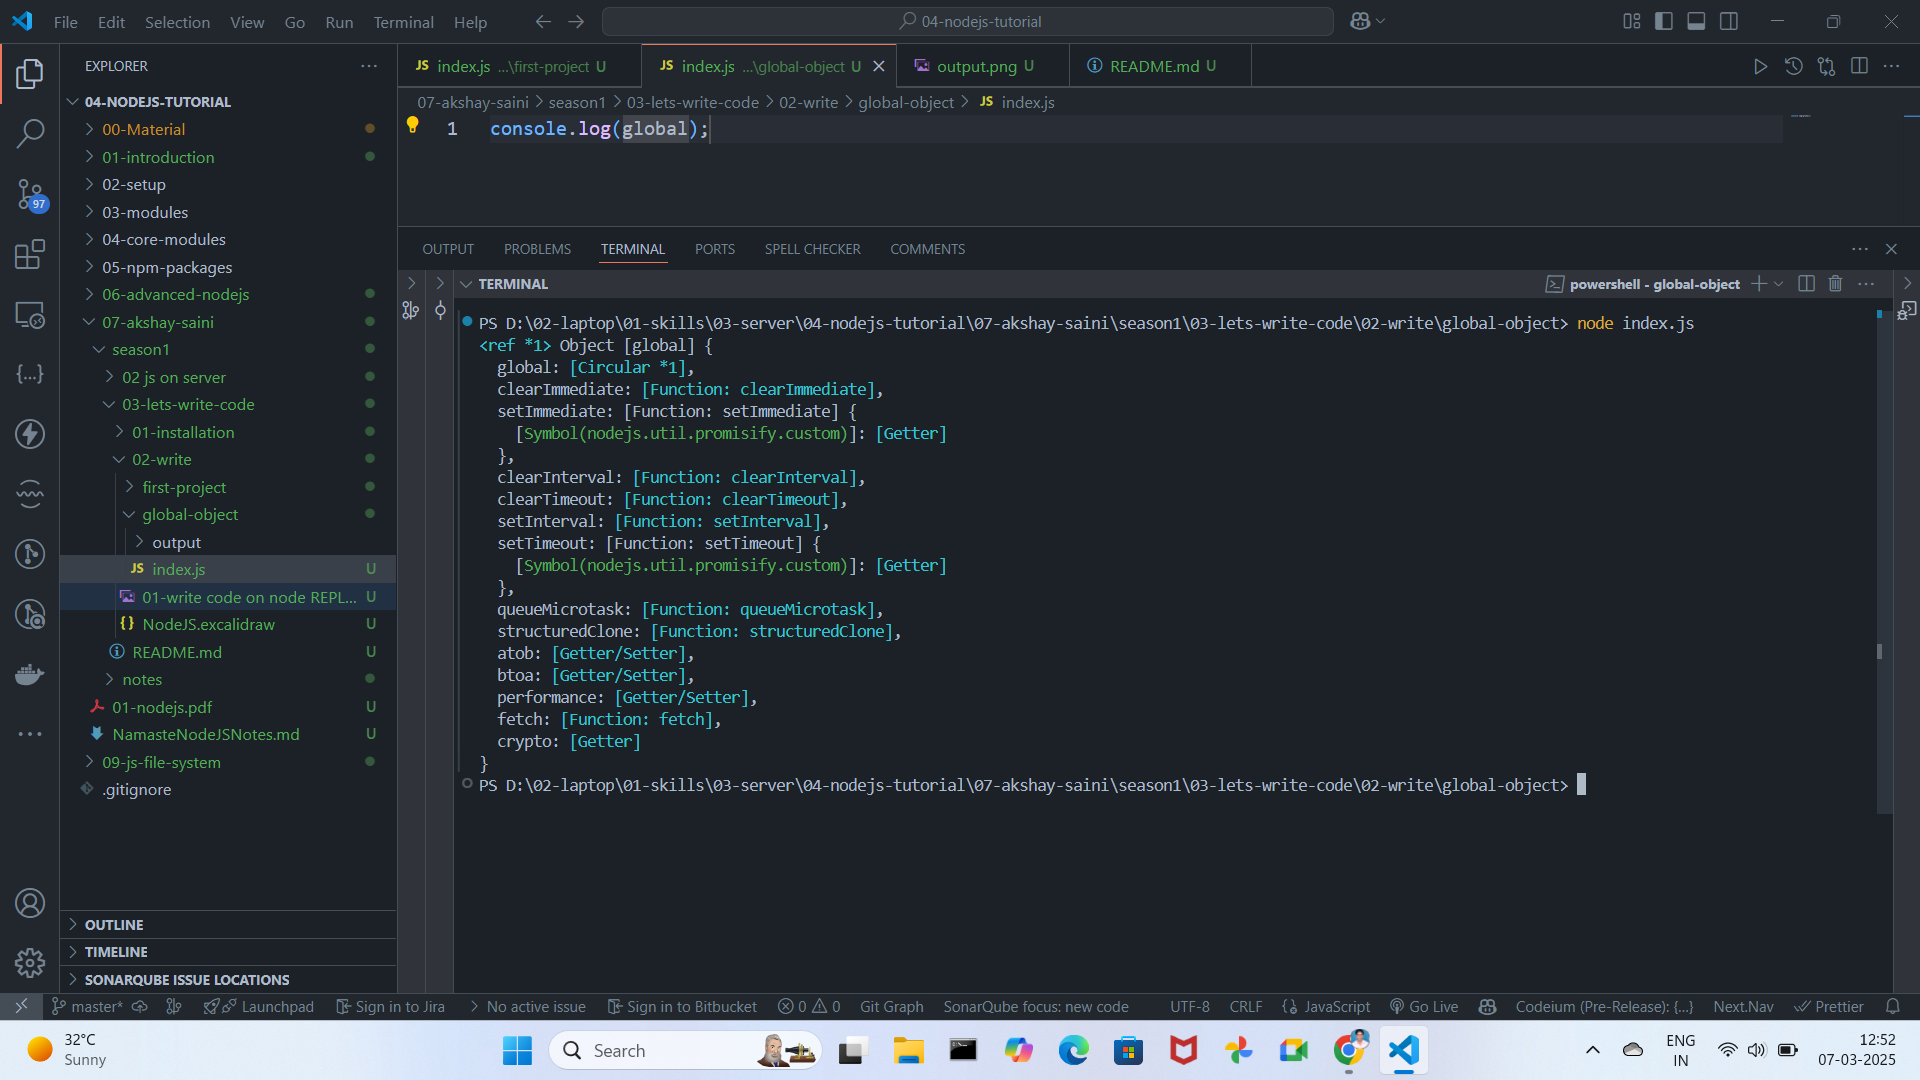 File Edit Selection View Go Run Terminal Help
04-nodejs-tutorial
EXPLORER
04-NODEJS-TUTORIAL
00-Material
01-introduction
02-setup
03-modules
04-core-modules
05-npm-packages
06-advanced-nodejs
07-akshay-saini
season1
02 js on server
03-lets-write-code
01-installation
02-write
first-project
global-object
output
JS index.js U
01-write code on node REPL... U
{} NodeJS.excalidraw U
README.md U
notes
01-nodejs.pdf U
NamasteNodeJSNotes.md U
09-js-file-system
.gitignore
OUTLINE
TIMELINE
SONARQUBE ISSUE LOCATIONS
97
JS index.js ...\first-project U
JS index.js ...\global-object U
output.png U
README.md U
07-akshay-saini > season1 > 03-lets-write-code > 02-write > global-object > JS index.js
1 console.log(global);
OUTPUT PROBLEMS TERMINAL PORTS SPELL CHECKER COMMENTS
TERMINAL
powershell - global-object
PS D:\02-laptop\01-skills\03-server\04-nodejs-tutorial\07-akshay-saini\season1\03-lets-write-code\02-write\global-object> node index.js
<ref *1> Object [global] {
global: [Circular *1],
clearImmediate: [Function: clearImmediate],
setImmediate: [Function: setImmediate] {
[Symbol(nodejs.util.promisify.custom)]: [Getter]
},
clearInterval: [Function: clearInterval],
clearTimeout: [Function: clearTimeout],
setInterval: [Function: setInterval],
setTimeout: [Function: setTimeout] {
[Symbol(nodejs.util.promisify.custom)]: [Getter]
},
queueMicrotask: [Function: queueMicrotask],
structuredClone: [Function: structuredClone],
atob: [Getter/Setter],
btoa: [Getter/Setter],
performance: [Getter/Setter],
fetch: [Function: fetch],
crypto: [Getter]
}
PS D:\02-laptop\01-skills\03-server\04-nodejs-tutorial\07-akshay-saini\season1\03-lets-write-code\02-write\global-object>
master* Launchpad Sign in to Jira No active issue Sign in to Bitbucket 0 0 Git Graph SonarQube focus: new code UTF-8 CRLF {} JavaScript Go Live Codeium (Pre-Release): {...} Next.Nav Prettier
32°C
Sunny
Search
ENG
IN
12:52
07-03-2025